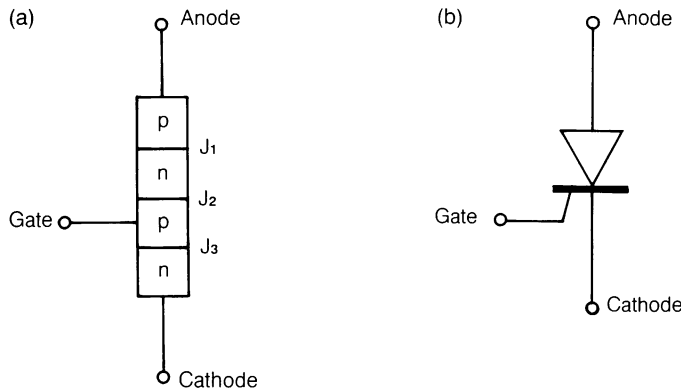 (a)
Anode
p
J₁
n
J₂
Gate
p
J₃
n
Cathode
(b)
Anode
Gate
Cathode